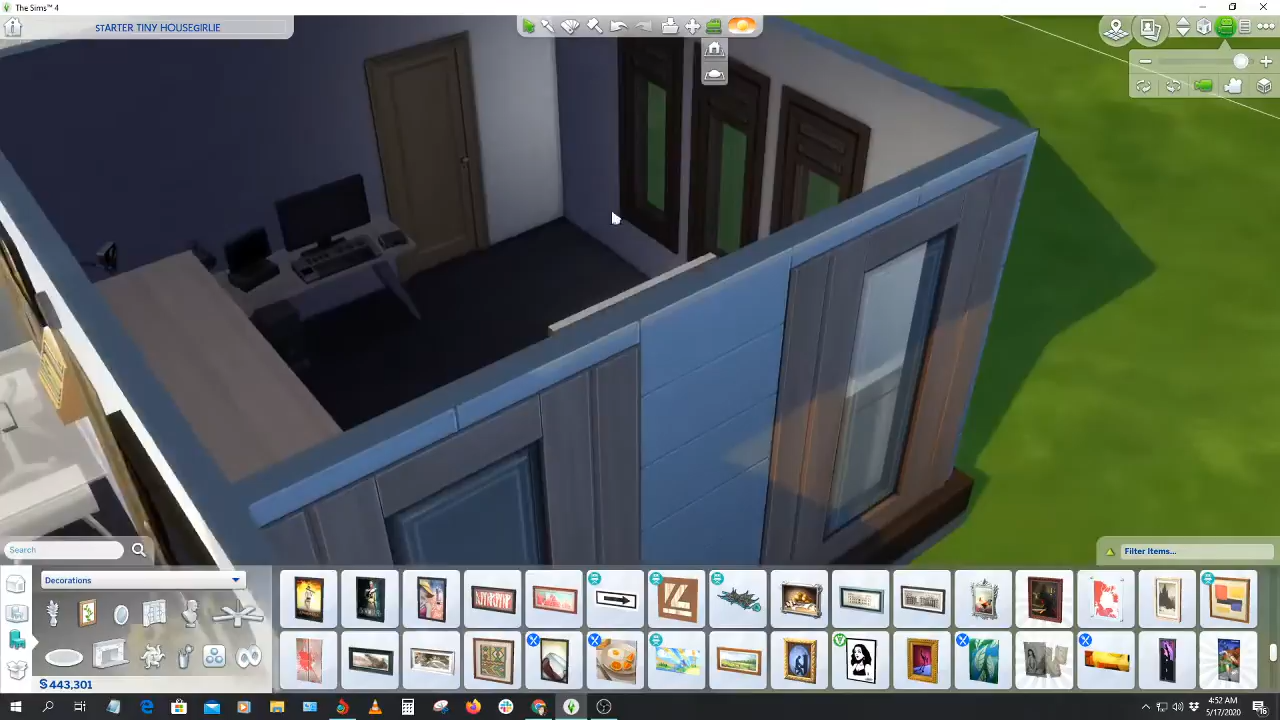 The Sims™ 4
STARTER TINY HOUSEGIRLIE
Search
Filter Items...
Decorations
§443,301
4:52 AM
5/17/2020